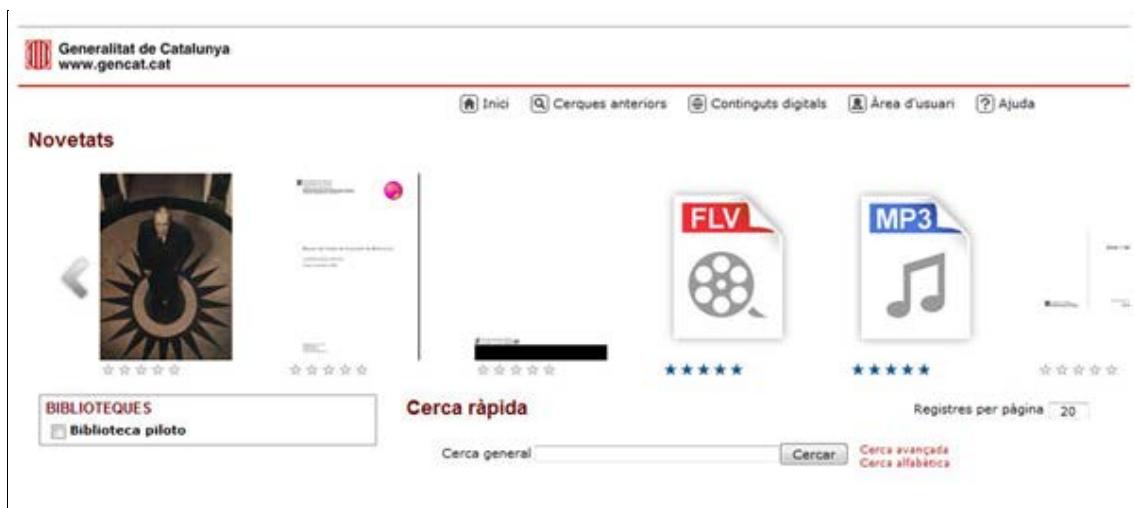 Generalitat de Catalunya
www.gencat.cat
Inici Cerques anteriors Continguts digitals Àrea d'usuari ? Ajuda
Novetats
FLV MP3
BIBLIOTEQUES
Biblioteca piloto
Cerca ràpida
Registres per pàgina 20
Cerca general Cercar
Cerca avançada
Cerca alfabètica